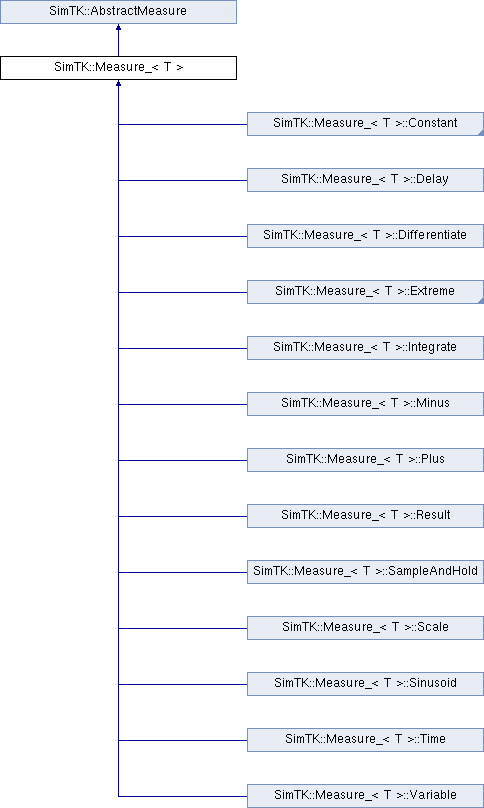 SimTK::AbstractMeasure
SimTK::Measure_< T >
SimTK::Measure_< T >::Constant
SimTK::Measure_< T >::Delay
SimTK::Measure_< T >::Differentiate
SimTK::Measure_< T >::Extreme
SimTK::Measure_< T >::Integrate
SimTK::Measure_< T >::Minus
SimTK::Measure_< T >::Plus
SimTK::Measure_< T >::Result
SimTK::Measure_< T >::SampleAndHold
SimTK::Measure_< T >::Scale
SimTK::Measure_< T >::Sinusoid
SimTK::Measure_< T >::Time
SimTK::Measure_< T >::Variable